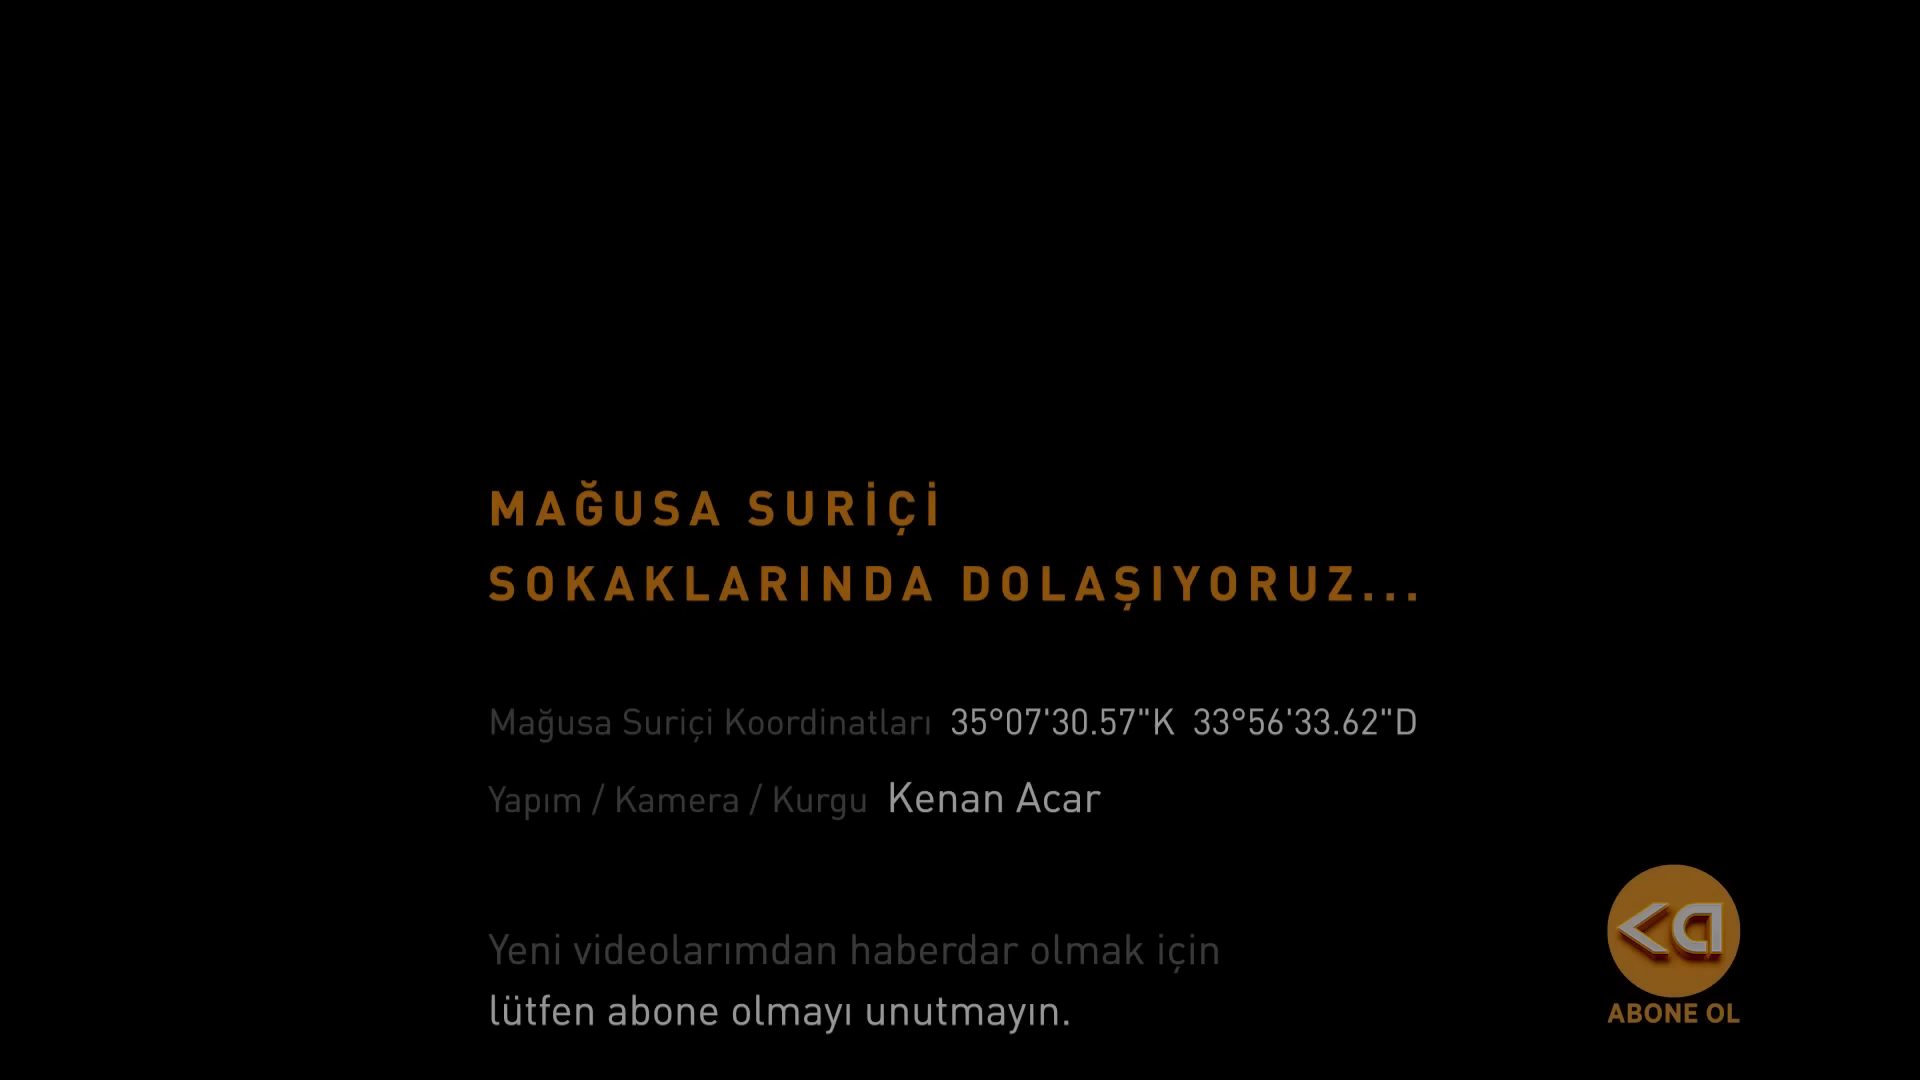 MAĞUSA SURİÇİ
SOKAKLARINDA DOLAŞIYORUZ...
Mağusa Suriçi Koordinatları 35°07'30.57"K 33°56'33.62"D
Yapım / Kamera / Kurgu Kenan Acar
Yeni videolarımdan haberdar olmak için
lütfen abone olmayı unutmayın.
ABONE OL